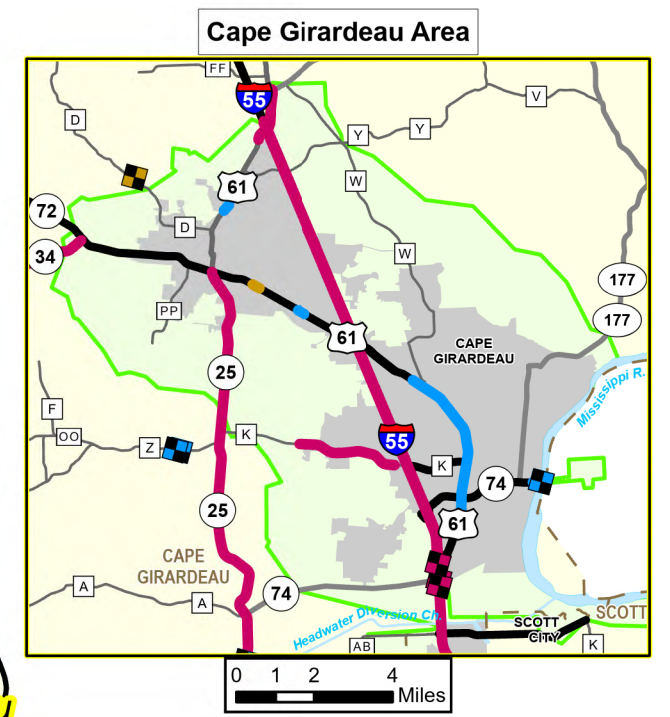 Cape Girardeau Area
FF
55
V
D
Y
Y
W
61
72
D
W
34
177
177
PP
61
CAPE
GIRARDEAU
25
Mississippi R.
F
OO
Z
K
55
K
74
25
61
CAPE
GIRARDEAU
A
A
74
Headwater Diversion Ch.
SCOTT
SCOTT
CITY
AB
K
0 1 2 4
Miles